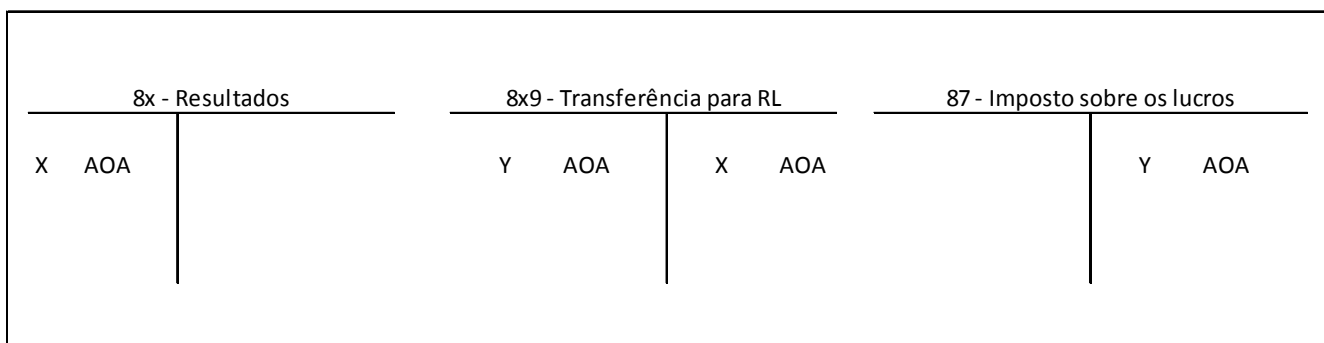 8x - Resultados 8x9 - Transferência para RL 87 - Imposto sobre os lucros
X AOA Y AOA X AOA Y AOA